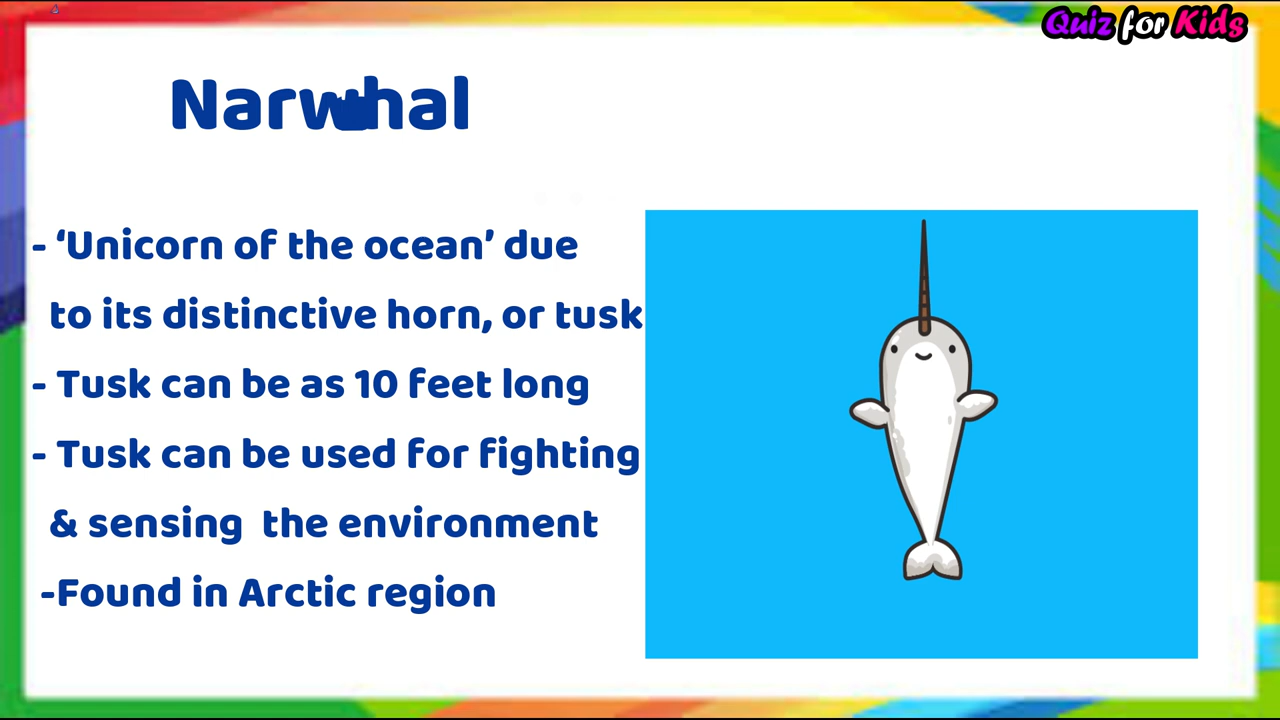 Quiz for Kids
Narwhal
- ‘Unicorn of the ocean’ due
to its distinctive horn, or tusk
- Tusk can be as 10 feet long
- Tusk can be used for fighting
& sensing the environment
-Found in Arctic region